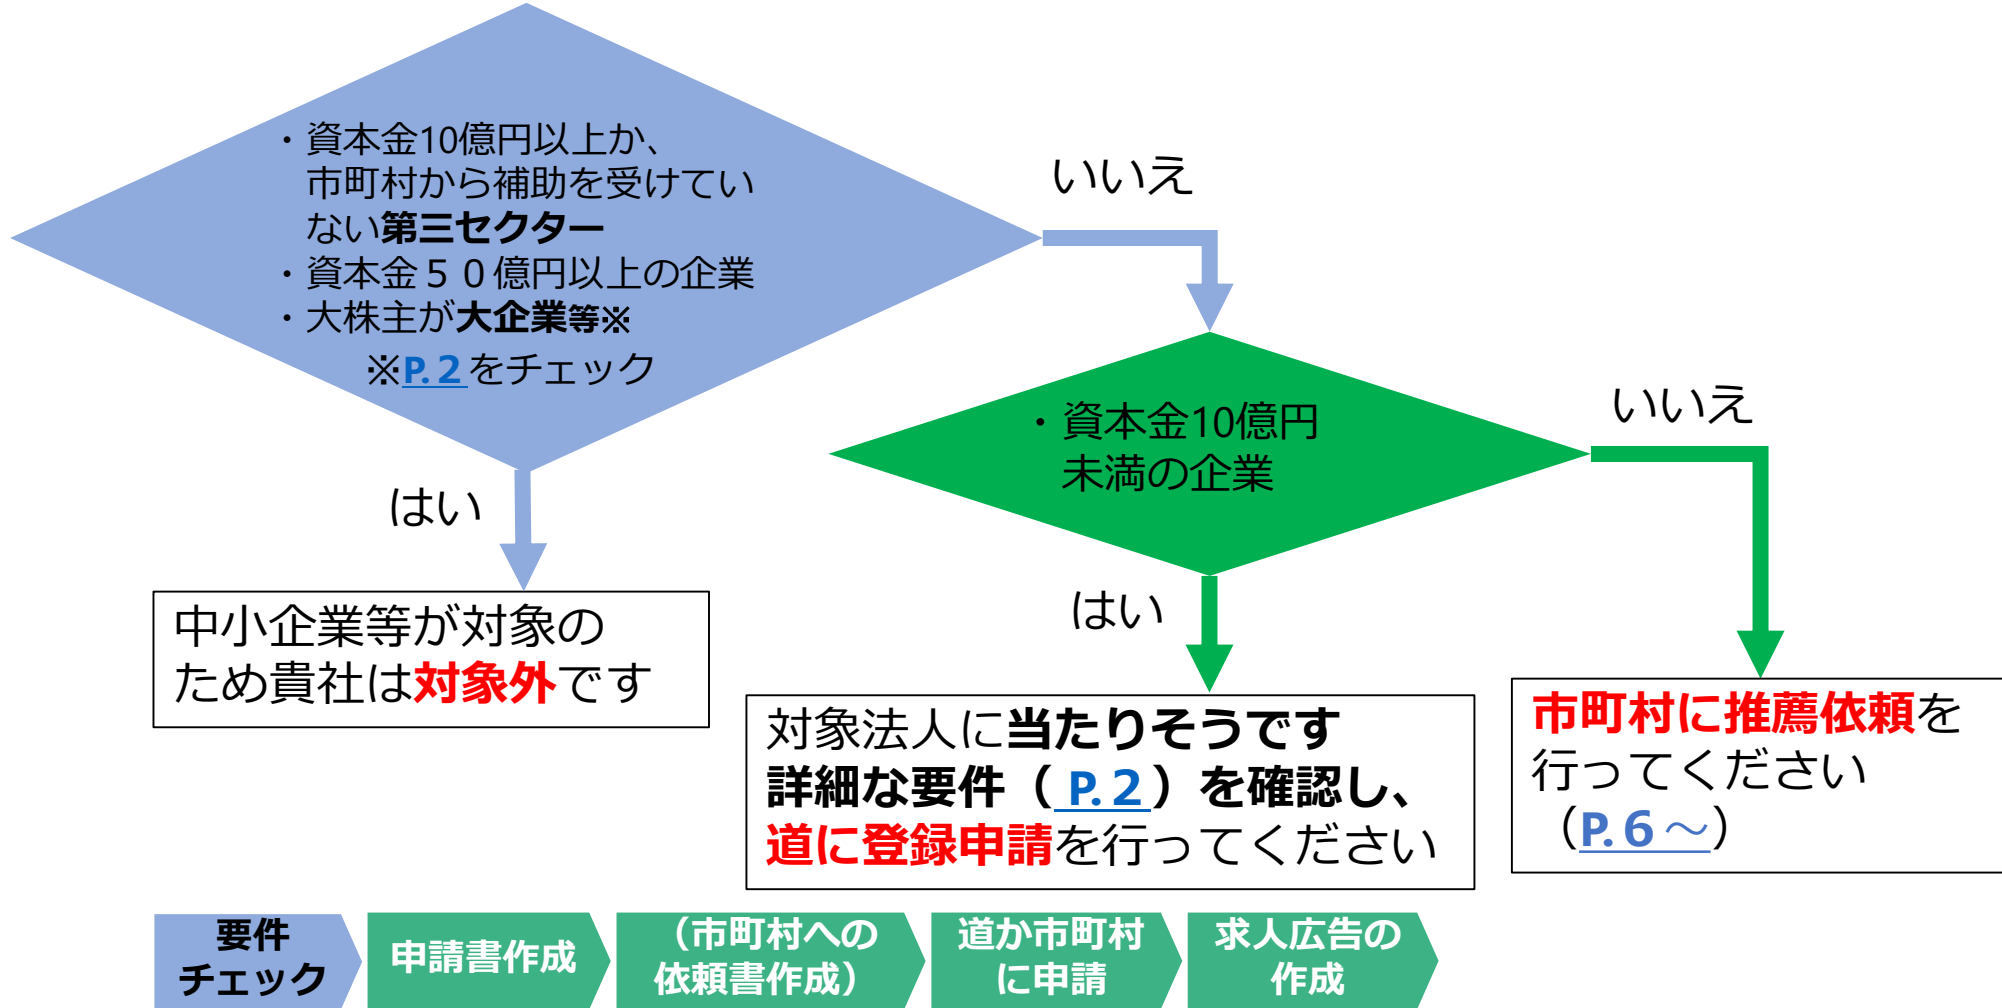 ・資本金10億円以上か、
市町村から補助を受けてい
ない第三セクター
・資本金５０億円以上の企業
・大株主が大企業等※
※P.２をチェック
いいえ
はい
中小企業等が対象の
ため貴社は対象外です
・資本金10億円
未満の企業
いいえ
はい
対象法人に当たりそうです
詳細な要件（ P.２）を確認し、
道に登録申請を行ってください
市町村に推薦依頼を
行ってください
（P.６～）
要件
チェック
申請書作成
（市町村への
依頼書作成）
道か市町村
に申請
求人広告の
作成